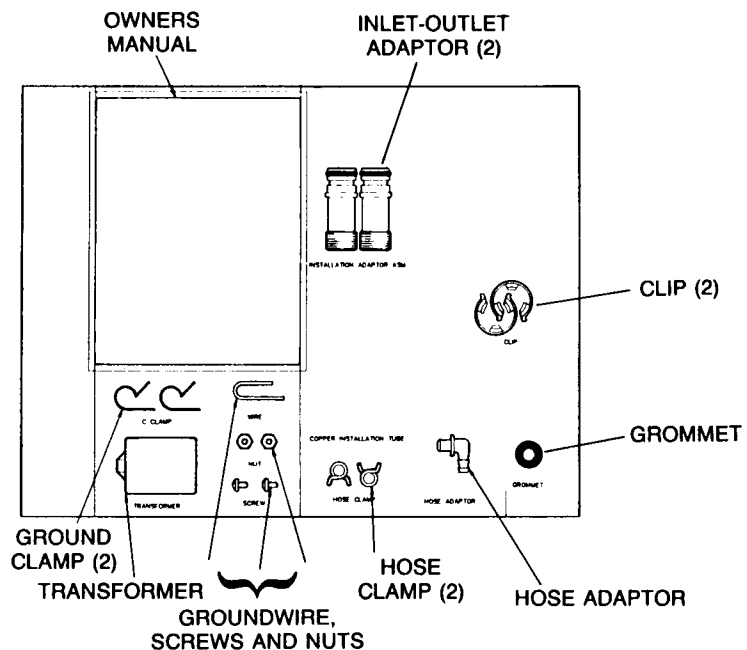 OWNERS
MANUAL
INLET-OUTLET
ADAPTOR (2)
INSTALLATION ADAPTOR ASM
CLIP (2)
CLIP
C CLAMP
WIRE
NUT
COPPER INSTALLATION TUBE
GROMMET
TRANSFORMER
SCREW
HOSE CLAMP
HOSE ADAPTOR
GROMMET
GROUND
CLAMP (2)
TRANSFORMER
GROUNDWIRE,
SCREWS AND NUTS
HOSE
CLAMP (2)
HOSE ADAPTOR